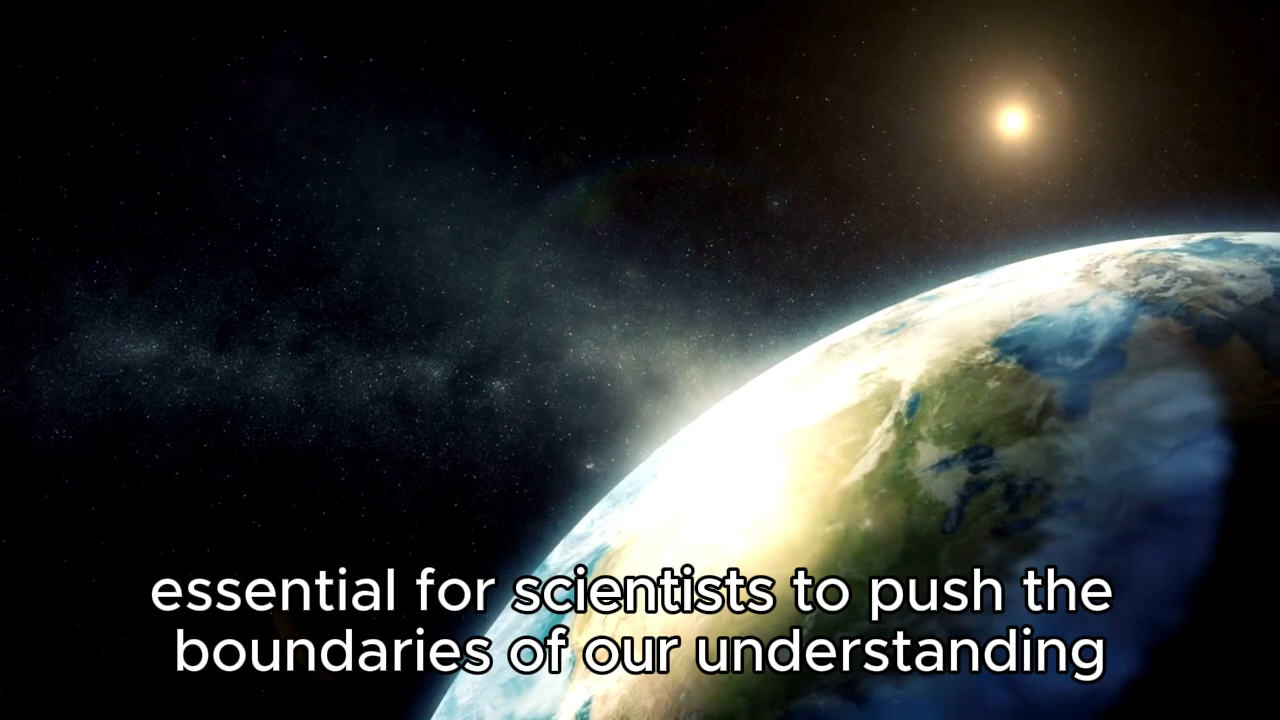 essential for scientists to push the
boundaries of our understanding